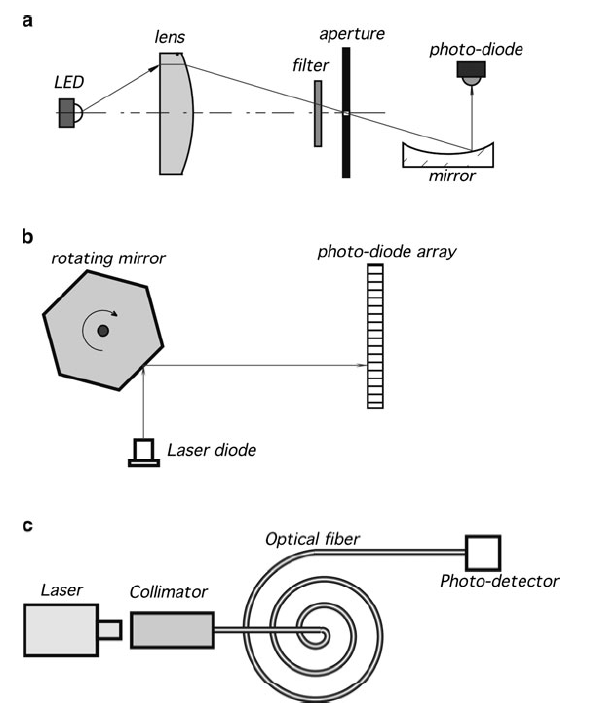 a
lens
aperture
LED
filter
photo-diode
mirror
b
rotating mirror
photo-diode array
Laser diode
c
Optical fiber
Photo-detector
Laser
Collimator